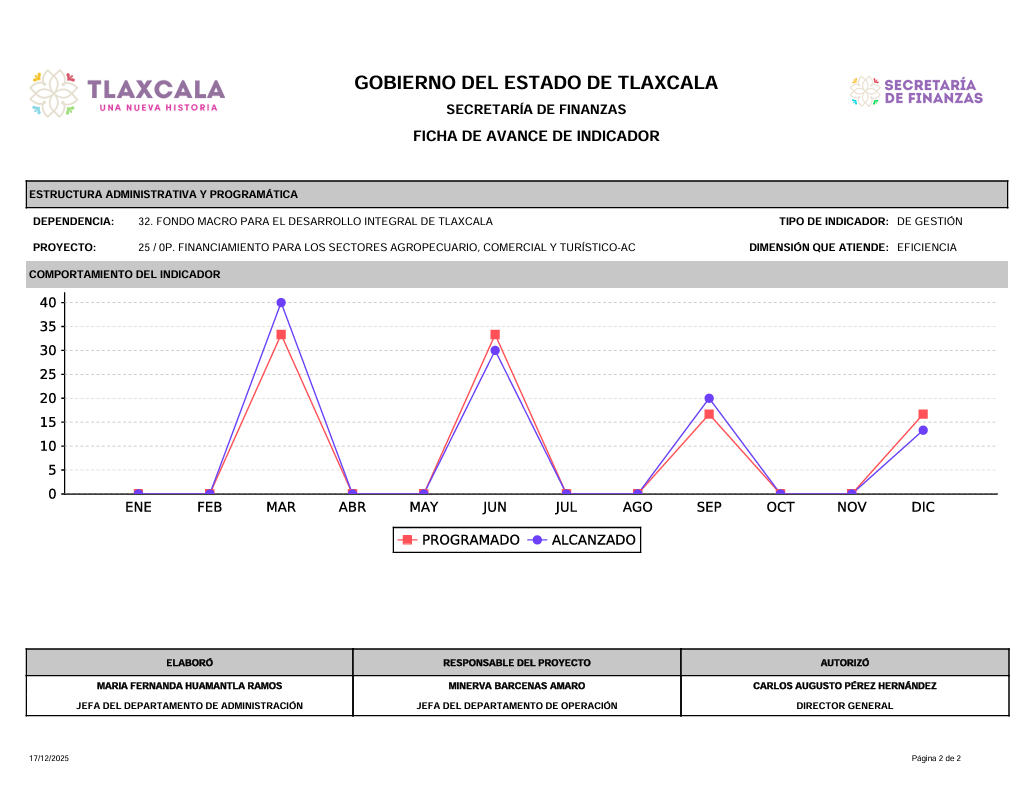 TLAXCALA
UNA NUEVA HISTORIA
GOBIERNO DEL ESTADO DE TLAXCALA
SECRETARÍA DE FINANZAS
FICHA DE AVANCE DE INDICADOR
SECRETARÍA
DE FINANZAS
ESTRUCTURA ADMINISTRATIVA Y PROGRAMÁTICA
DEPENDENCIA: 32. FONDO MACRO PARA EL DESARROLLO INTEGRAL DE TLAXCALA TIPO DE INDICADOR: DE GESTIÓN
PROYECTO: 25 / 0P. FINANCIAMIENTO PARA LOS SECTORES AGROPECUARIO, COMERCIAL Y TURÍSTICO-AC DIMENSIÓN QUE ATIENDE: EFICIENCIA
COMPORTAMIENTO DEL INDICADOR
40
35
30
25
20
15
10
5
0
ENE FEB MAR ABR MAY JUN JUL AGO SEP OCT NOV DIC
PROGRAMADO ALCANZADO
ELABORÓ RESPONSABLE DEL PROYECTO AUTORIZÓ
MARIA FERNANDA HUAMANTLA RAMOS MINERVA BARCENAS AMARO CARLOS AUGUSTO PÉREZ HERNÁNDEZ
JEFA DEL DEPARTAMENTO DE ADMINISTRACIÓN JEFA DEL DEPARTAMENTO DE OPERACIÓN DIRECTOR GENERAL
17/12/2025 Página 2 de 2